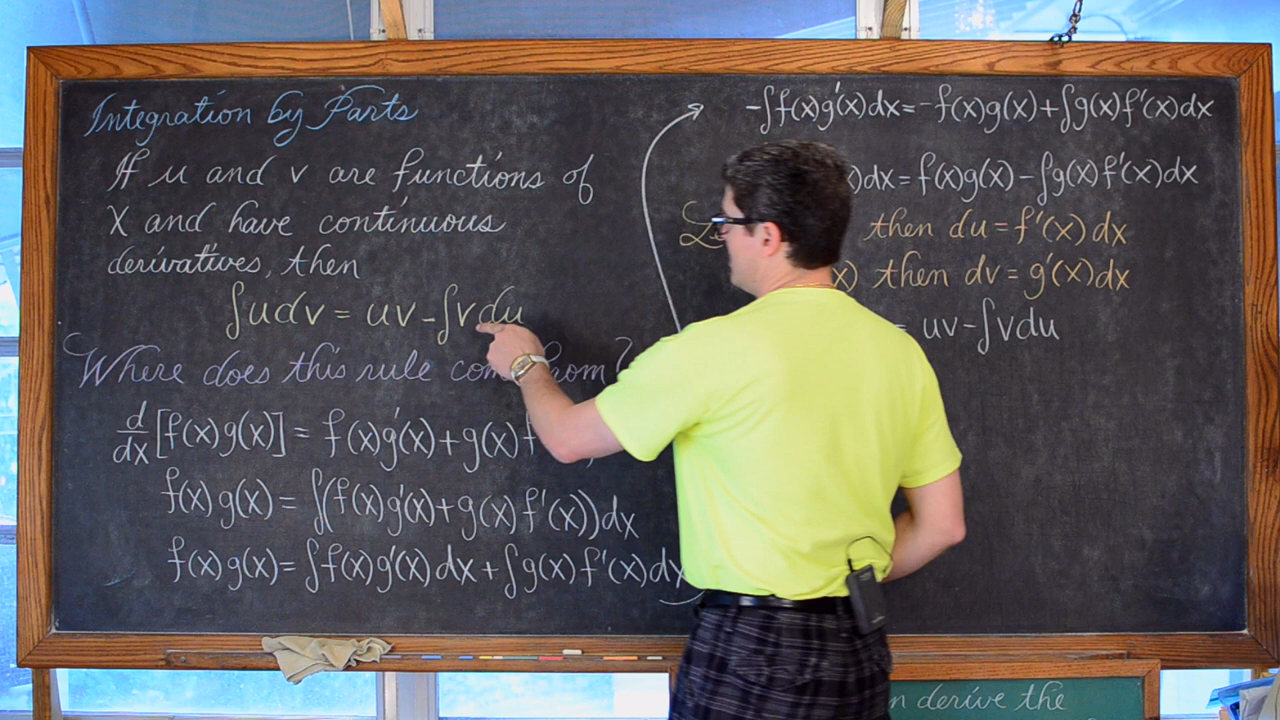 Integration by Parts
If u and v are functions of
x and have continuous
derivatives, then
∫udv = uv - ∫vdu
Where does this rule from?
d/dx [f(x)g(x)] = f(x)g'(x)+g(x)f
f(x)g(x) = ∫(f(x)g'(x)+g(x)f'(x))dx
f(x)g(x) = ∫f(x)g'(x)dx + ∫g(x)f'(x)dx
-∫f(x)g'(x)dx = -f(x)g(x) + ∫g(x)f'(x)dx
)dx = f(x)g(x) - ∫g(x)f'(x)dx
then du = f'(x)dx
x) then dv = g'(x)dx
= uv - ∫vdu
derive the